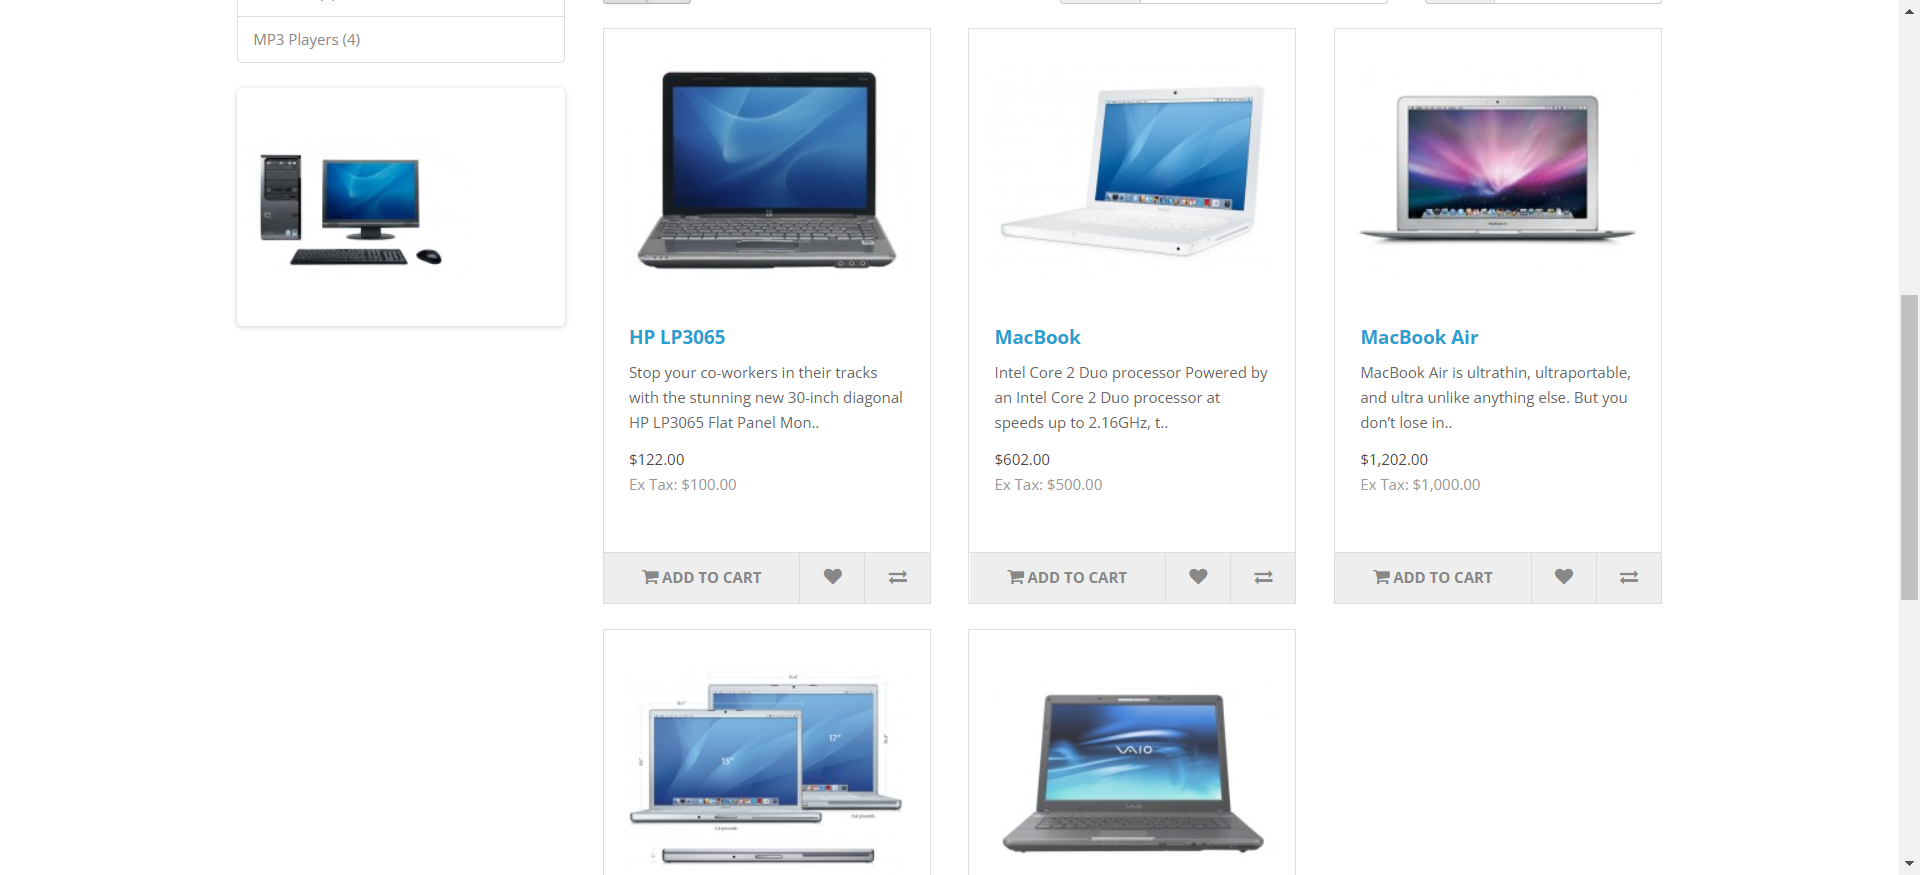 MP3 Players (4)
HP LP3065
Stop your co-workers in their tracks
with the stunning new 30-inch diagonal
HP LP3065 Flat Panel Mon..
$122.00
Ex Tax: $100.00
ADD TO CART
MacBook
Intel Core 2 Duo processor Powered by
an Intel Core 2 Duo processor at
speeds up to 2.16GHz, t..
$602.00
Ex Tax: $500.00
ADD TO CART
MacBook Air
MacBook Air is ultrathin, ultraportable,
and ultra unlike anything else. But you
don’t lose in..
$1,202.00
Ex Tax: $1,000.00
ADD TO CART
17"
15"
VAIO